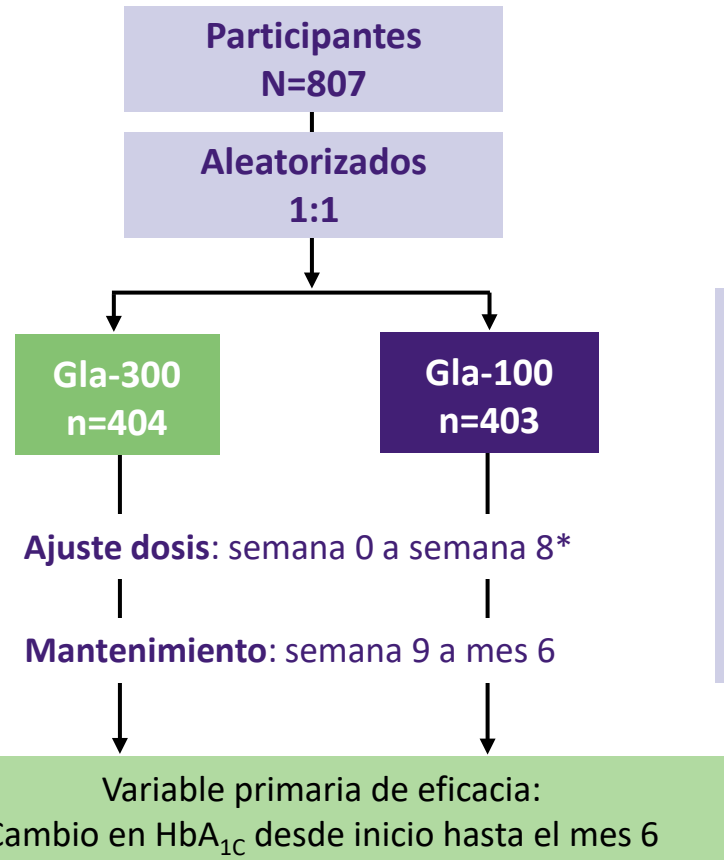 Participantes
N=807
Aleatorizados
1:1
Gla-300
n=404
Gla-100
n=403
Ajuste dosis: semana 0 a semana 8*
Mantenimiento: semana 9 a mes 6
Variable primaria de eficacia:
Cambio en HbA1C desde inicio hasta el mes 6